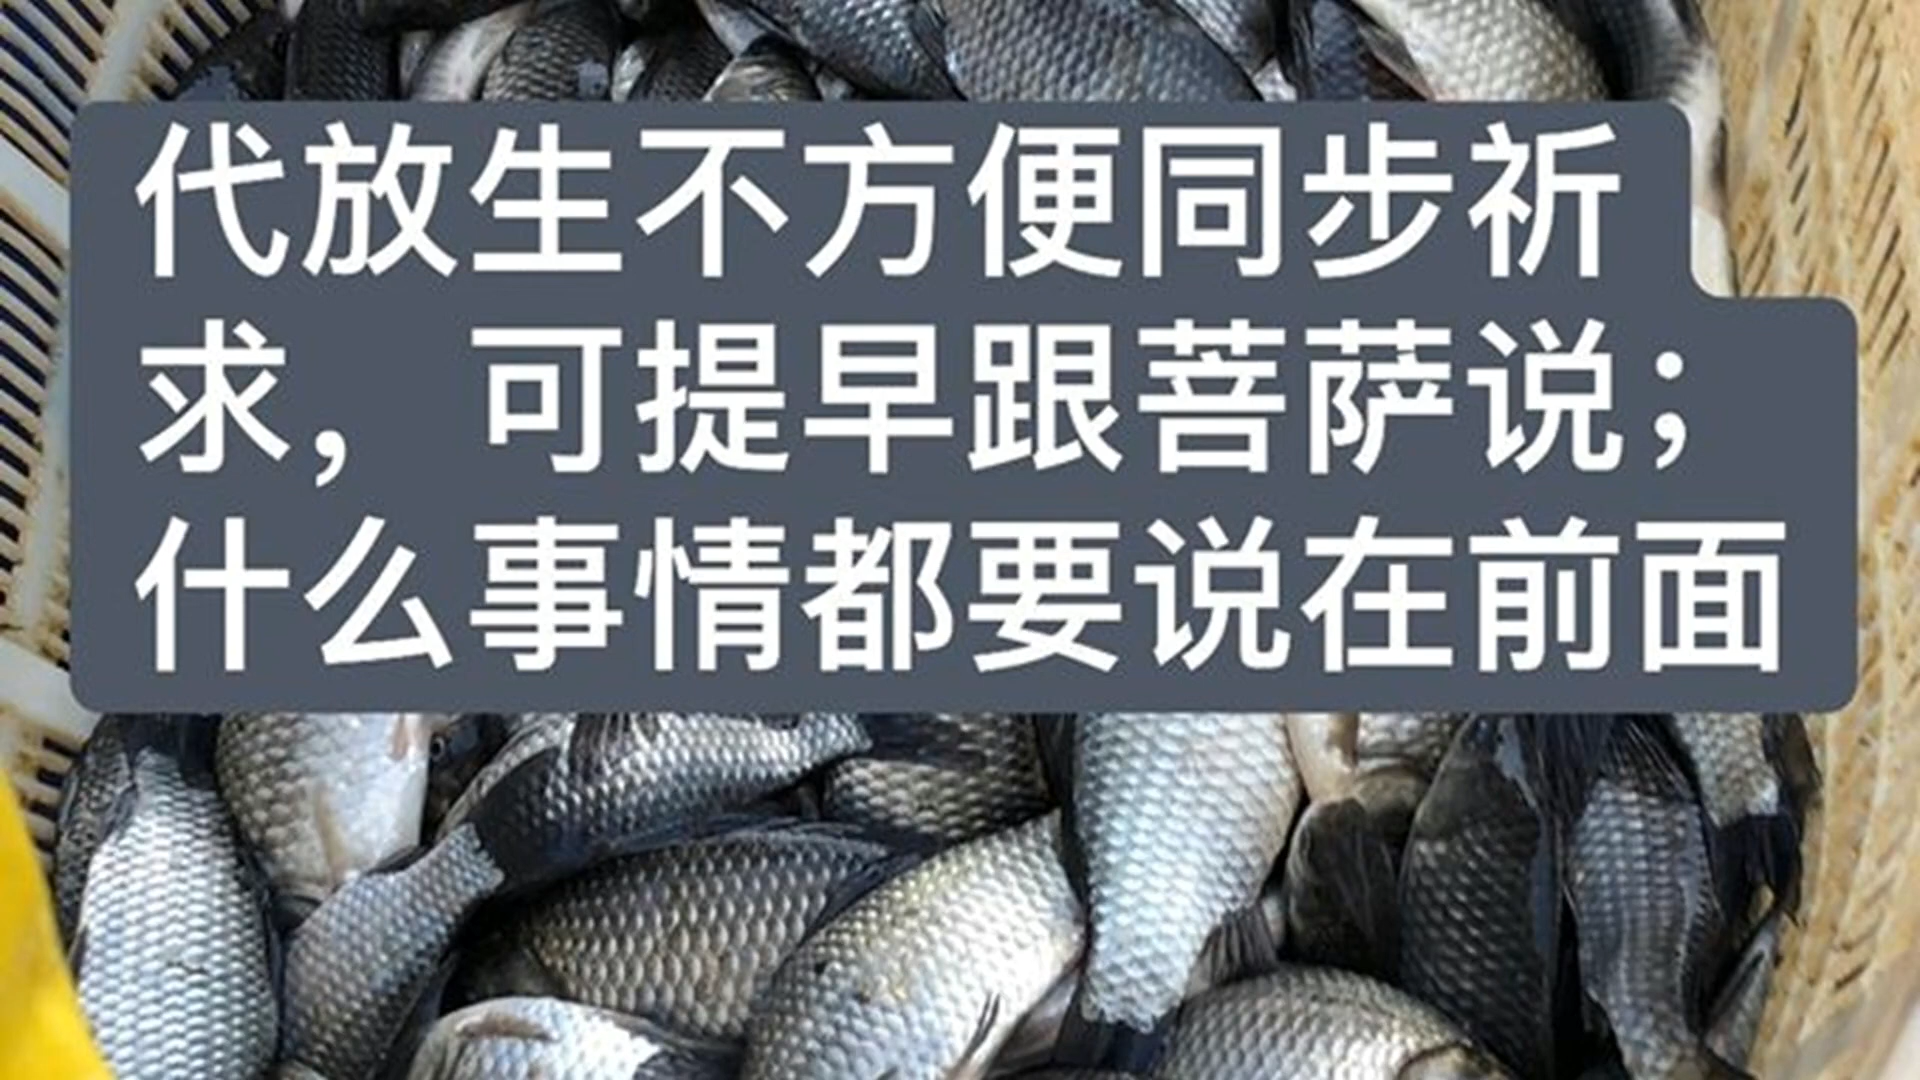 代放生不方便同步祈
求，可提早跟菩萨说；
什么事情都要说在前面